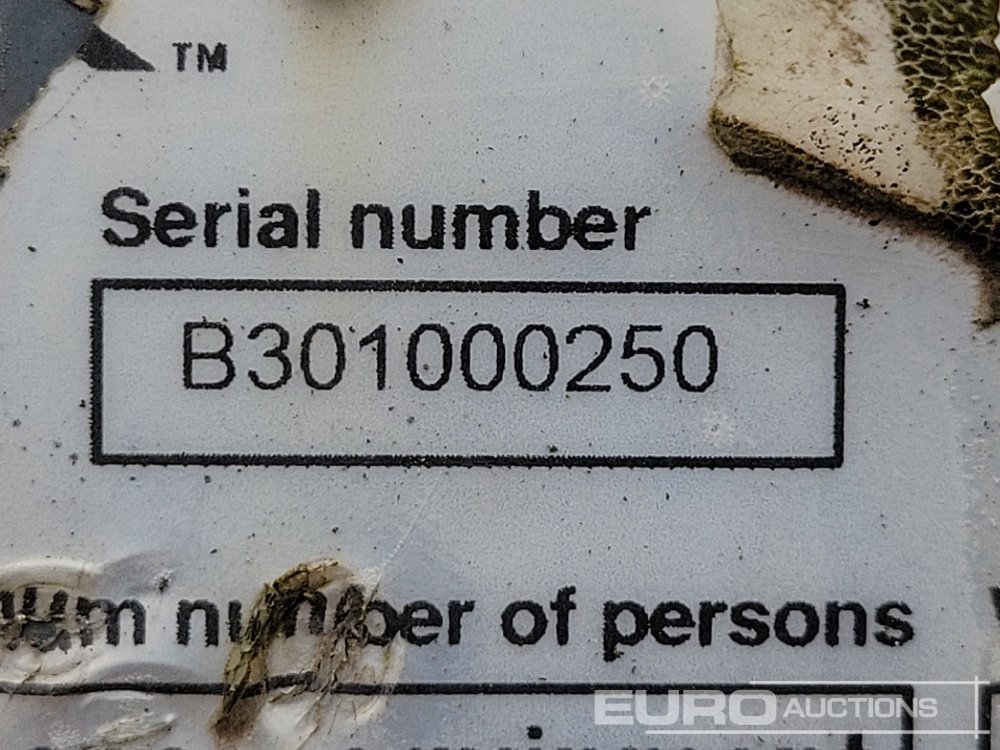 TM
Serial number
B301000250
number of persons
EURO AUCTIONS